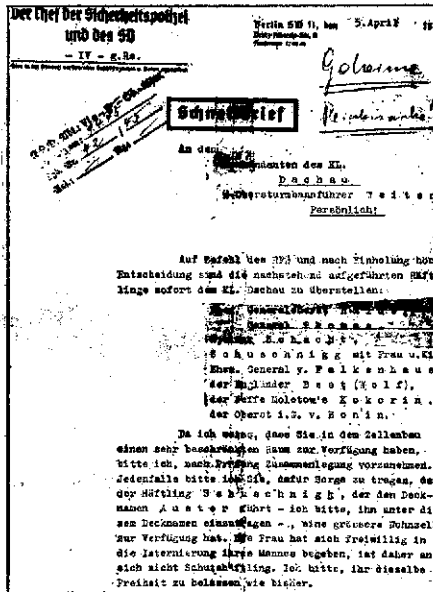 Der Chef der Sicherheitspolizei
und des SD
– IV – g.Rs.
Berlin SW 11, den 5. April
Schnellbrief
Geheime
An den
Kommandanten des KL.
Dachau
Obersturmbannführer Weiter
Persönlich!
Auf Befehl des RFSS und nach Einholung
Entscheidung sind die nachstehend aufgeführten Häft
linge sofort dem KL. Dachau zu überstellen:
Generaloberst
General Thomas
Schacht,
Schuschnigg mit Frau u.Ki
Ehem. General v. Falkenhaus
der Engländer Best (Wolf),
der Neffe Molotow's Kokorin,
der Oberst i.G. v. Bonin.
Da ich weiss, dass Sie in dem Zellenbau
einen sehr beschränkten Raum zur Verfügung haben,
bitte ich, nach Prüfung Zusammenlegung vorzunehmen.
Jedenfalls bitte ich Sie, dafür Sorge zu tragen, da
der Häftling Schuschnigg, der den Deck-
namen Auster führt – ich bitte, ihn unter di
sem Decknamen einzutragen –, eine grössere Wohnzel
zur Verfügung hat. Die Frau hat sich freiwillig in
die Internierung ihres Mannes begeben, ist daher an
sich nicht Schutzhäftling. Ich bitte, ihr dieselbe
Freiheit zu belassen wie bisher.